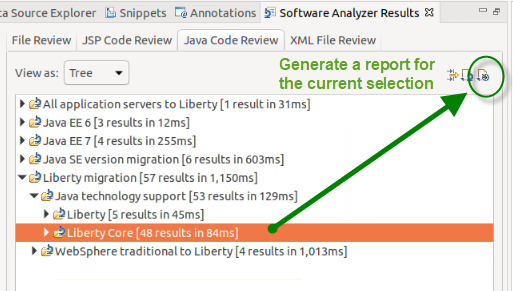 ta Source Explorer Snippets Annotations Software Analyzer Results
File Review JSP Code Review Java Code Review XML File Review
View as: Tree
Generate a report for
the current selection
All application servers to Liberty [1 result in 31ms]
Java EE 6 [3 results in 12ms]
Java EE 7 [4 results in 255ms]
Java SE version migration [6 results in 603ms]
Liberty migration [57 results in 1,150ms]
Java technology support [53 results in 129ms]
Liberty [5 results in 45ms]
Liberty Core [48 results in 84ms]
WebSphere traditional to Liberty [4 results in 1,013ms]